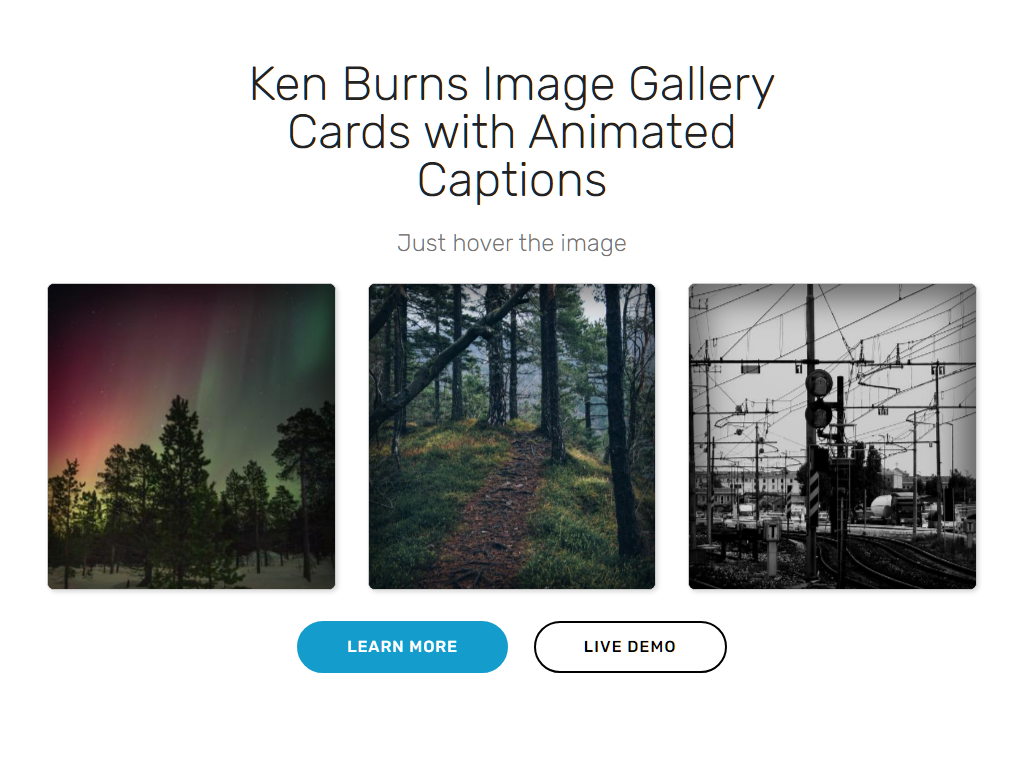 Ken Burns Image Gallery
Cards with Animated
Captions
Just hover the image
LEARN MORE
LIVE DEMO